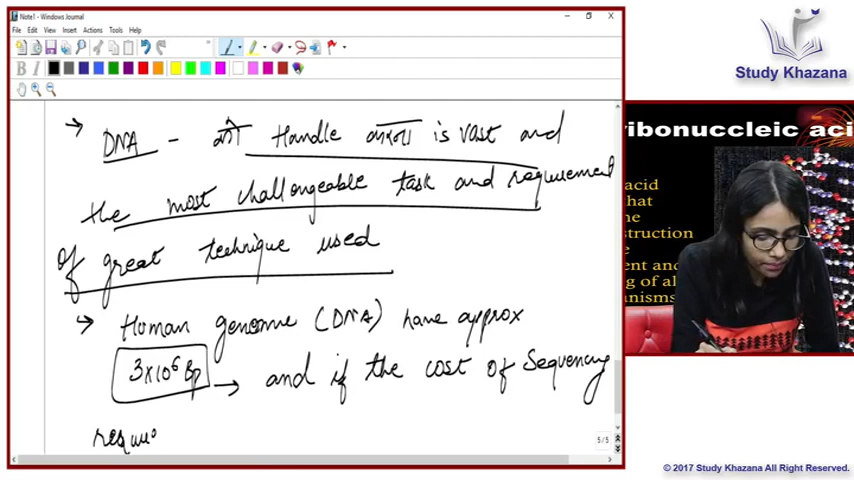 Note1 - Windows Journal
File Edit View Insert Actions Tools Help
B I
→ DNA - को Handle करना is vast and
the most challengeable task and requirement
of great technique used
→ Human genome (DNA) have approx
3×10⁶ Bp → and if the cost of Sequencing
requi
5/5
Study Khazana
ribonuccleic aci
acid
hat
ne
struction
e
ent and
g of al
anisms
© 2017 Study Khazana All Right Reserved.